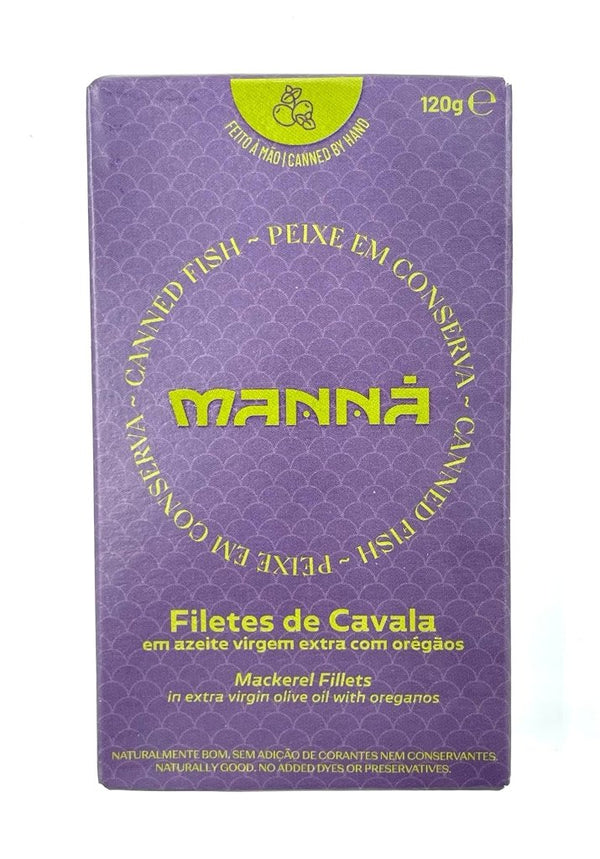 120g ℮
FEITO À MÃO | CANNED BY HAND
CANNED FISH ~ PEIXE EM CONSERVA ~ CANNED FISH ~ PEIXE EM CONSERVA ~
MANNÁ
Filetes de Cavala
em azeite virgem extra com orégãos
Mackerel Fillets
in extra virgin olive oil with oreganos
NATURALMENTE BOM, SEM ADIÇÃO DE CORANTES NEM CONSERVANTES.
NATURALLY GOOD. NO ADDED DYES OR PRESERVATIVES.